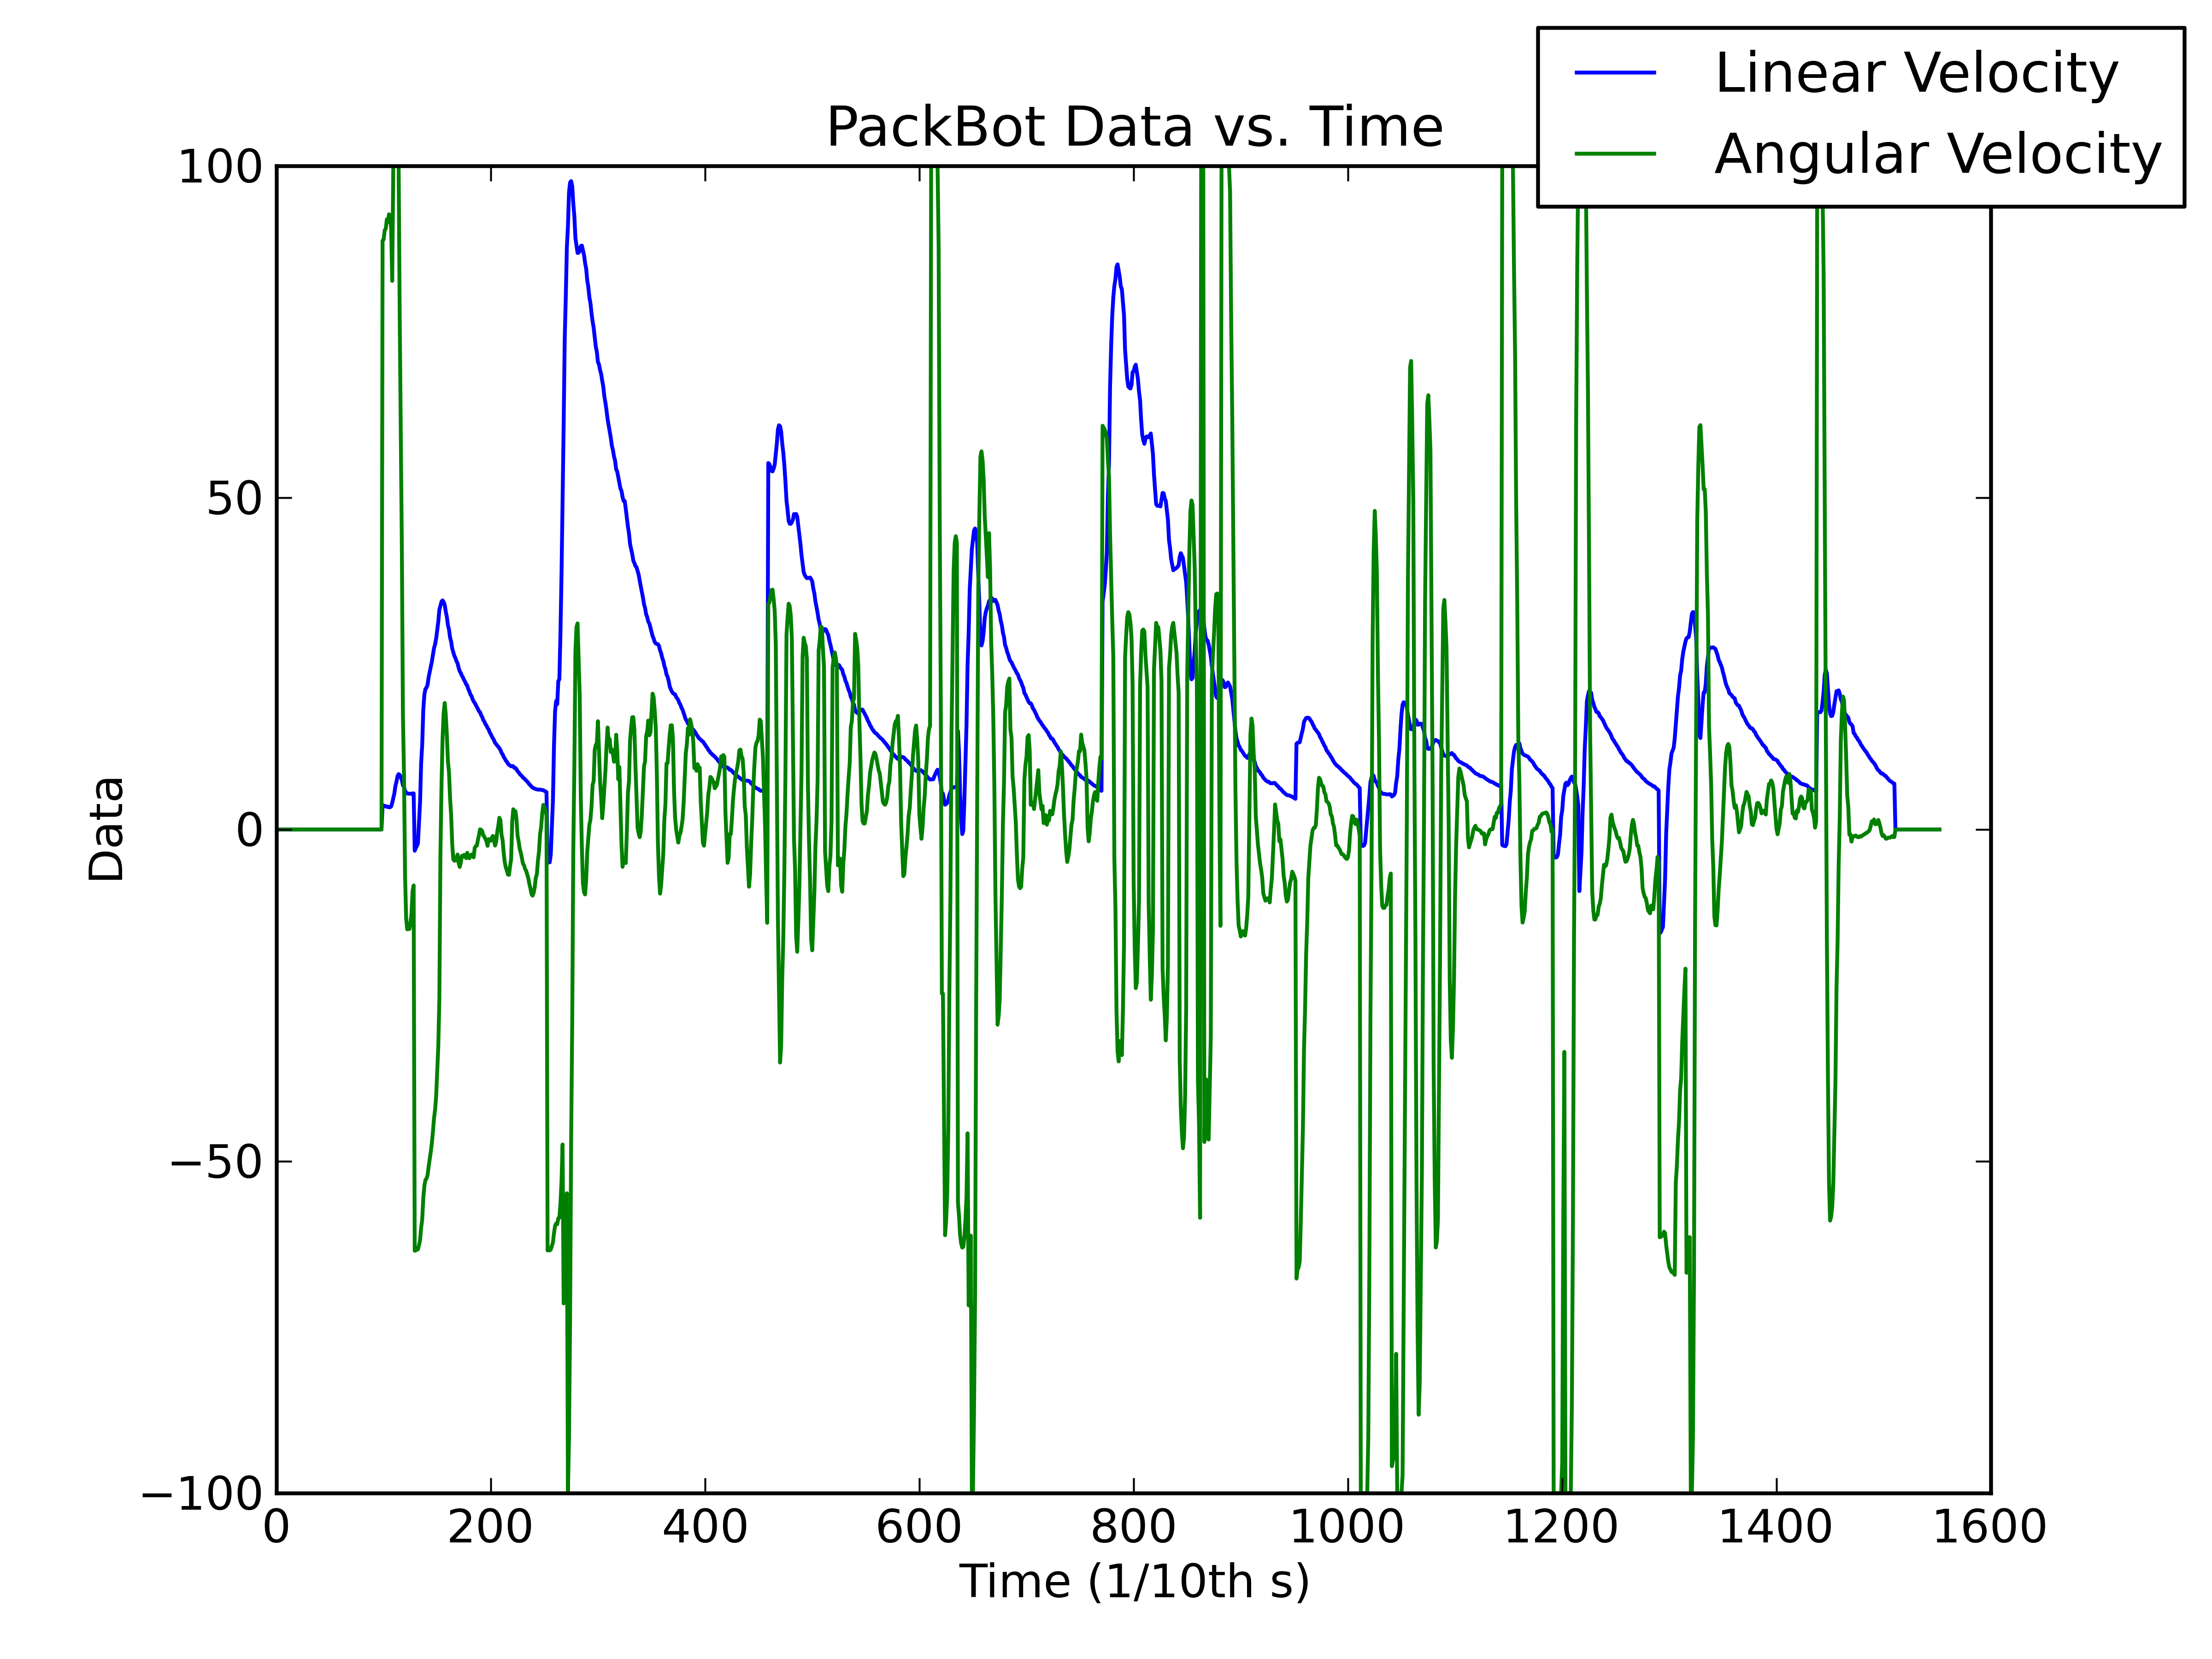 Linear Velocity
Angular Velocity
PackBot Data vs. Time
100
50
0
−50
−100
Data
0 200 400 600 800 1000 1200 1400 1600
Time (1/10th s)